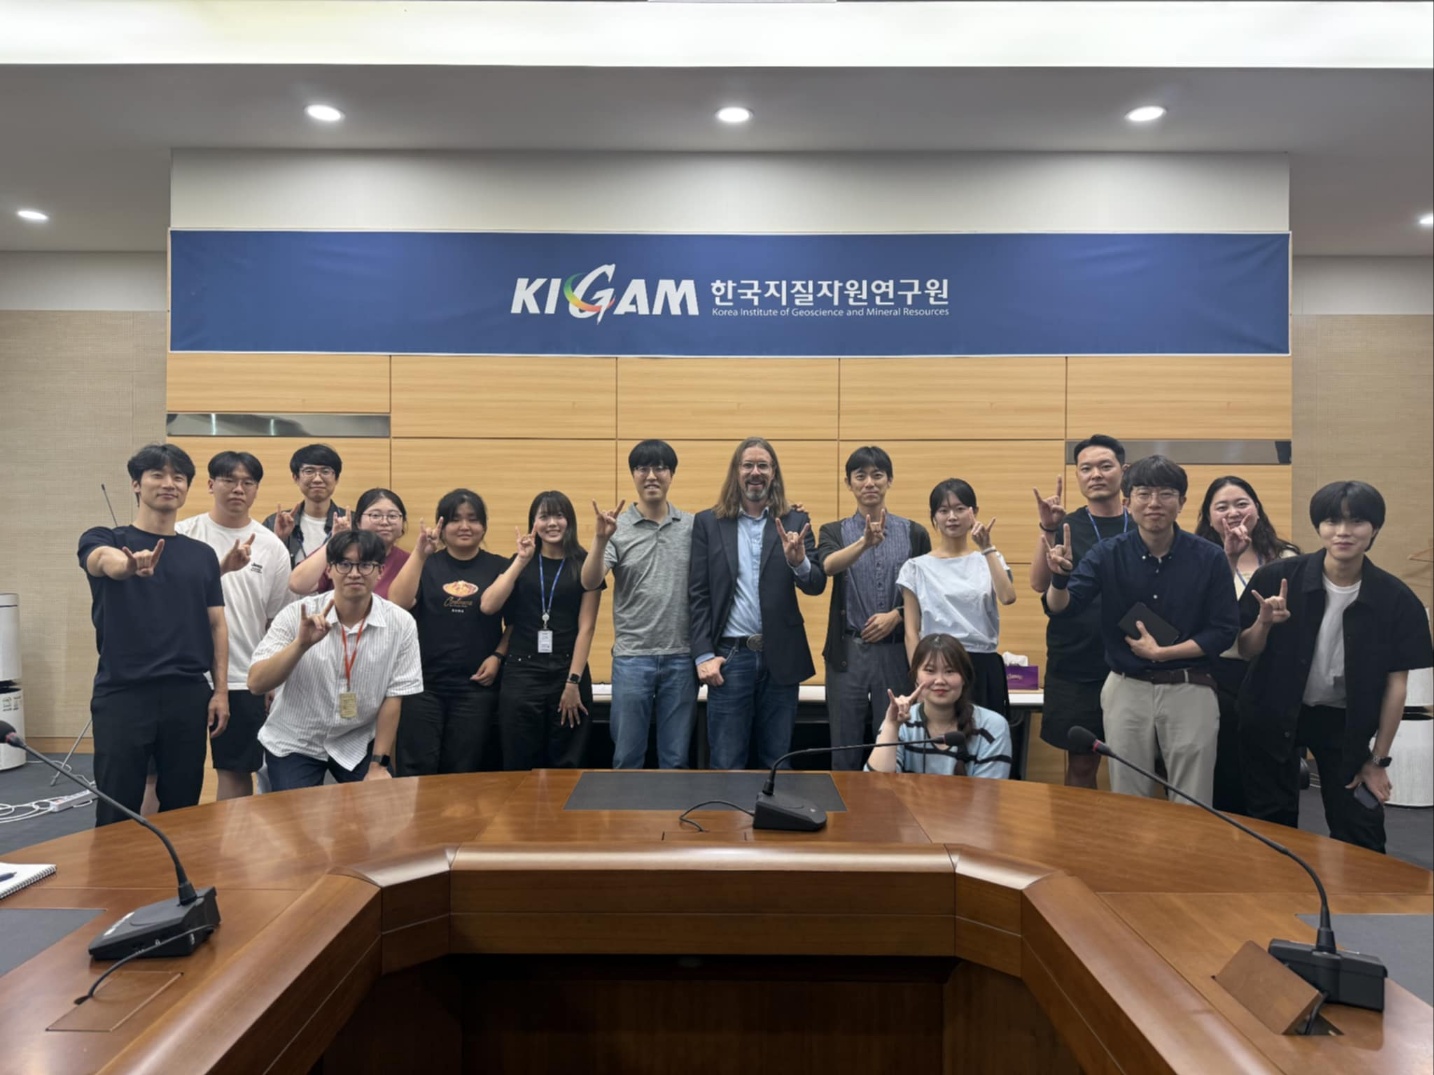 KIGAM 한국지질자원연구원
Korea Institute of Geoscience and Mineral Resources